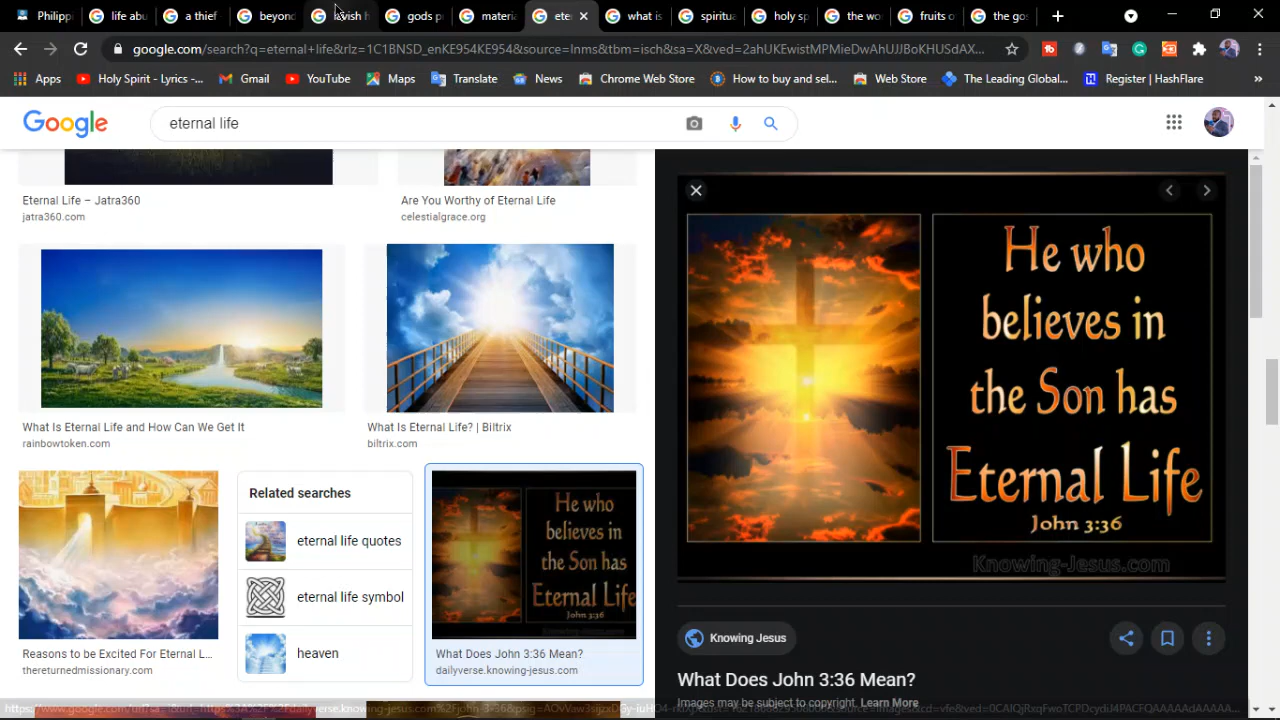 Philipp
life abu
a thief
beyond
lavish h
gods p
materia
ete
what is
spiritua
holy sp
the wo
fruits o
the gos
google.com/search?q=eternal+life&rlz=1C1BNSD_enKE954KE954&source=lnms&tbm=isch&sa=X&ved=2ahUKEwistMPMieDwAhUJJBoKHUSdAX...
Apps
Holy Spirit - Lyrics -...
Gmail
YouTube
Maps
Translate
News
Chrome Web Store
How to copy and sel...
Web Store
The Leading Global...
Register | HashFlare
»
Google
eternal life
Eternal Life – Jatra360
jatra360.com
Are You Worthy of Eternal Life
celestialgrace.org
What Is Eternal Life and How Can We Get It
rainbowtoken.com
What Is Eternal Life? | Biltrix
biltrix.com
Reasons to be Excited For Eternal L...
thereturnedmissionary.com
Related searches
eternal life quotes
eternal life symbol
heaven
He who
believes in
the Son has
Eternal Life
John 3:36
What Does John 3:36 Mean?
dailyverse.knowing-jesus.com
He who
believes in
the Son has
Eternal Life
John 3:36
Knowing-Jesus.com
Knowing Jesus
What Does John 3:36 Mean?
Images may be subject to copyright. Learn More